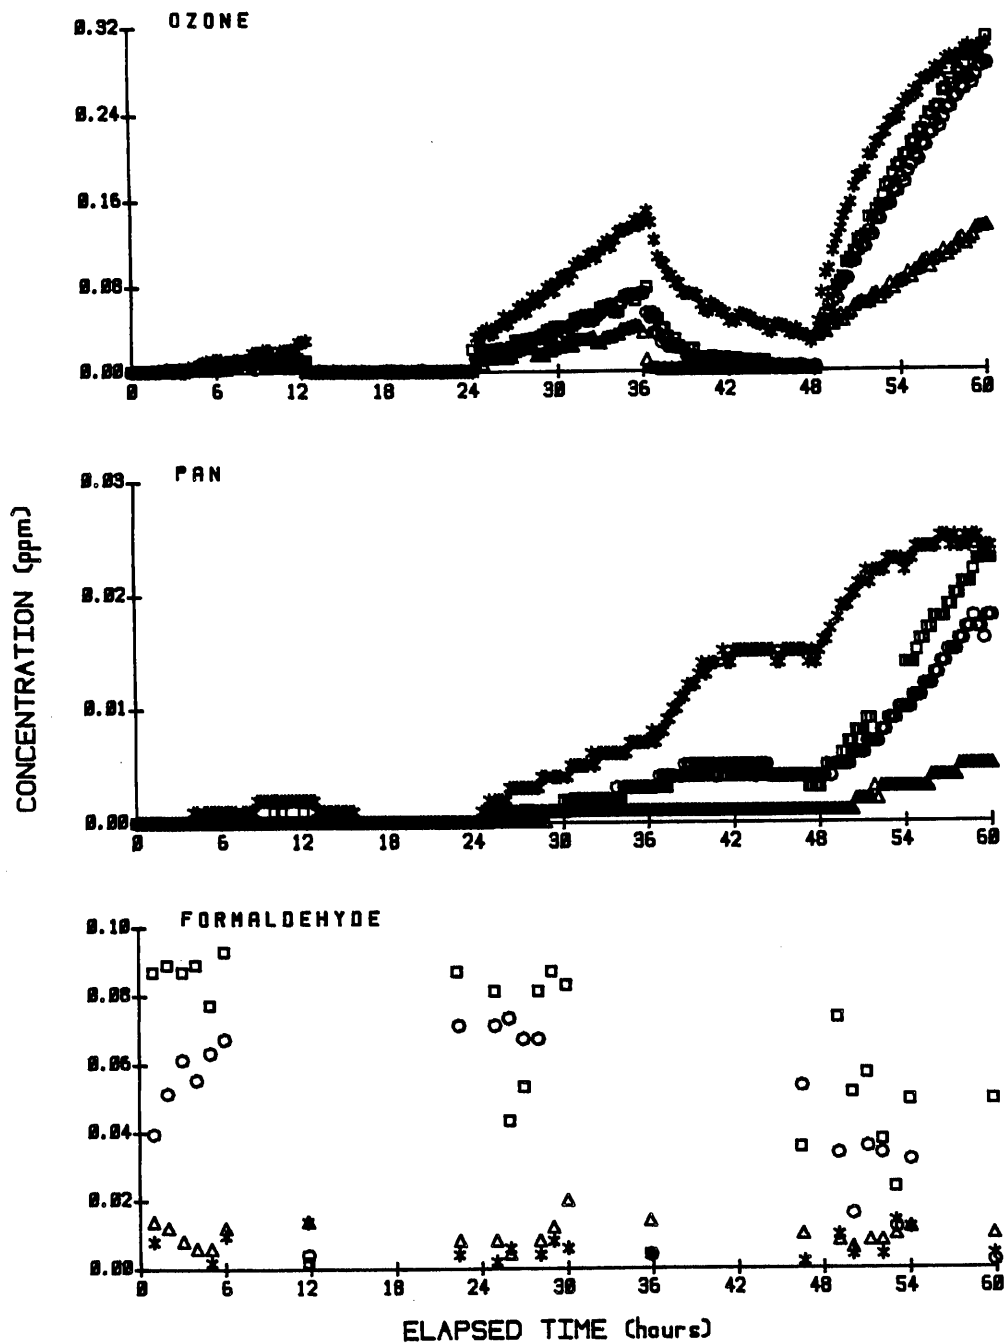 OZONE
0.32
0.24
0.16
0.08
0.00
0 6 12 18 24 30 36 42 48 54 60
PAN
0.03
0.02
0.01
0.00
0 6 12 18 24 30 36 42 48 54 60
FORMALDEHYDE
0.10
0.08
0.06
0.04
0.02
0.00
0 6 12 18 24 30 36 42 48 54 60
CONCENTRATION (ppm)
ELAPSED TIME (hours)